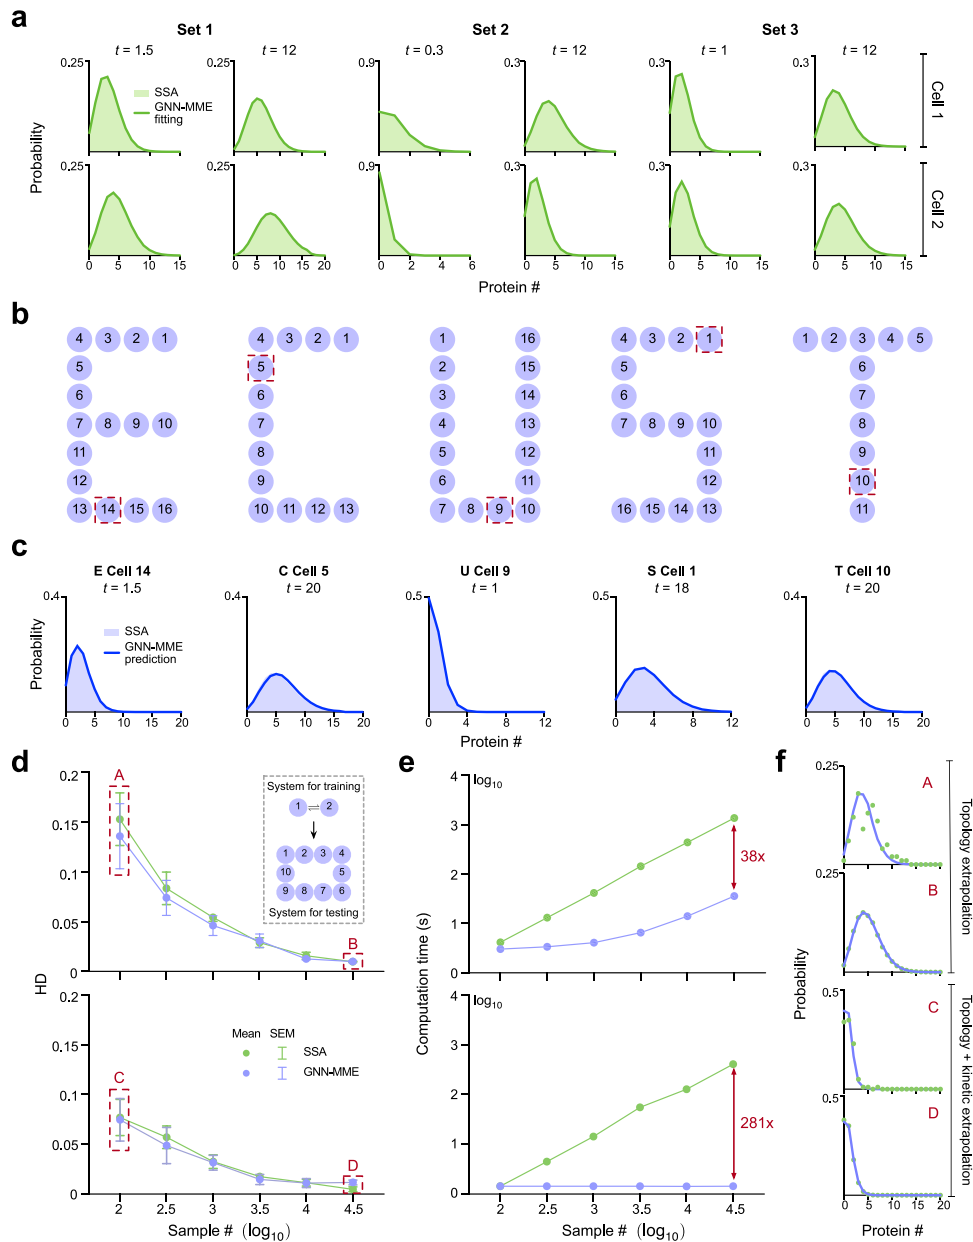 a
Set 1
Set 2
Set 3
t = 1.5
t = 12
t = 0.3
t = 12
t = 1
t = 12
0.25
0.25
0.9
0.3
0.3
0.3
SSA
GNN-MME
fitting
Cell 1
0.25
0.25
0.9
0.3
0.3
0.3
Cell 2
Probability
0 5 10 15
0 5 10 15 20
0 2 4 6
0 5 10 15
0 5 10 15
0 5 10 15
Protein #
b
4 3 2 1
5
6
7 8 9 10
11
12
13 14 15 16
4 3 2 1
5
6
7
8
9
10 11 12 13
1 16
2 15
3 14
4 13
5 12
6 11
7 8 9 10
4 3 2 1
5
6
7 8 9 10
11
12
16 15 14 13
1 2 3 4 5
6
7
8
9
10
11
c
E Cell 14
C Cell 5
U Cell 9
S Cell 1
T Cell 10
t = 1.5
t = 20
t = 1
t = 18
t = 20
0.4
0.4
0.5
0.5
0.4
SSA
GNN-MME
prediction
Probability
0 5 10 15 20
0 5 10 15 20
0 4 8 12
0 4 8 12
0 5 10 15 20
Protein #
d
0.2
0.15
0.1
0.05
0
A
B
System for training
1 2
1 2 3 4
10 5
9 8 7 6
System for testing
HD
0.2
0.15
0.1
0.05
0
Mean SEM
SSA
GNN-MME
C
D
2 2.5 3 3.5 4 4.5
Sample # (log10)
e
4
3
2
1
0
log10
38x
Computation time (s)
4
3
2
1
0
log10
281x
2 2.5 3 3.5 4 4.5
Sample # (log10)
f
0.25
A
0.25
B
Topology extrapolation
Probability
0.5
C
0.5
D
Topology + kinetic extrapolation
0 5 10 15 20
Protein #